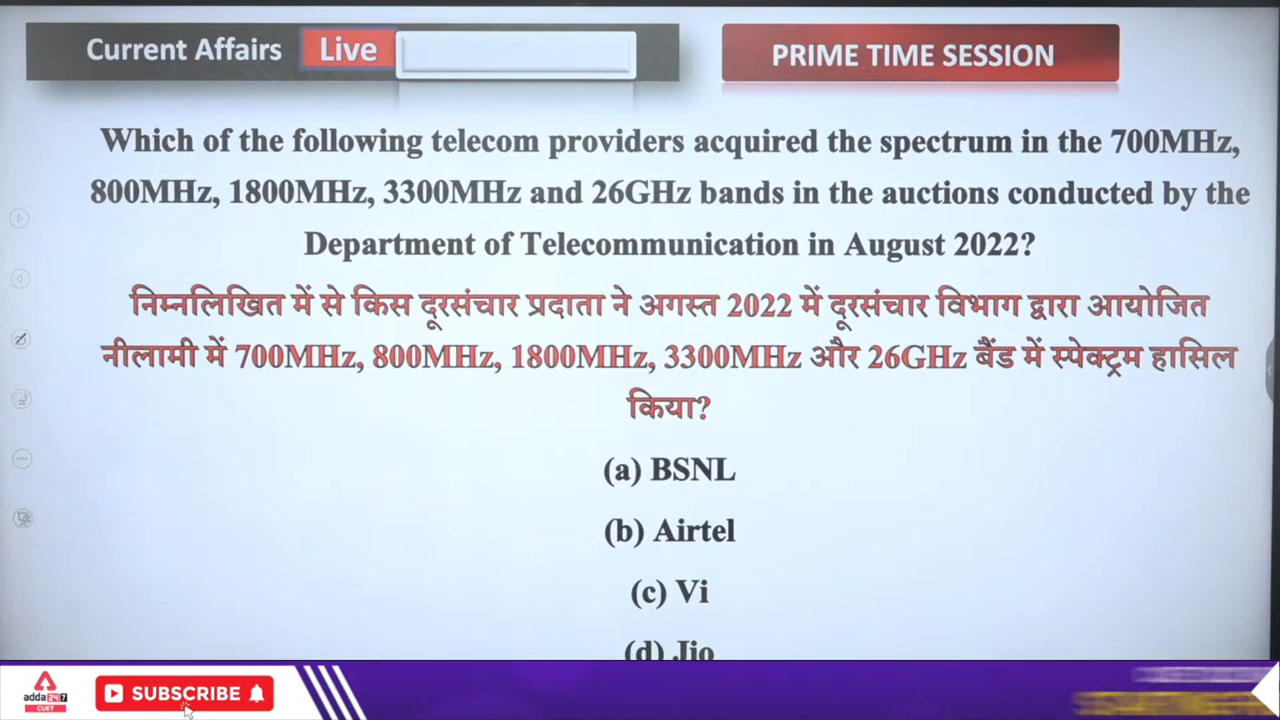 Current Affairs Live
PRIME TIME SESSION
Which of the following telecom providers acquired the spectrum in the 700MHz,
800MHz, 1800MHz, 3300MHz and 26GHz bands in the auctions conducted by the
Department of Telecommunication in August 2022?
निम्नलिखित में से किस दूरसंचार प्रदाता ने अगस्त 2022 में दूरसंचार विभाग द्वारा आयोजित
नीलामी में 700MHz, 800MHz, 1800MHz, 3300MHz और 26GHz बैंड में स्पेक्ट्रम हासिल
किया?
(a) BSNL
(b) Airtel
(c) Vi
(d) Jio
adda247
CUET
SUBSCRIBE